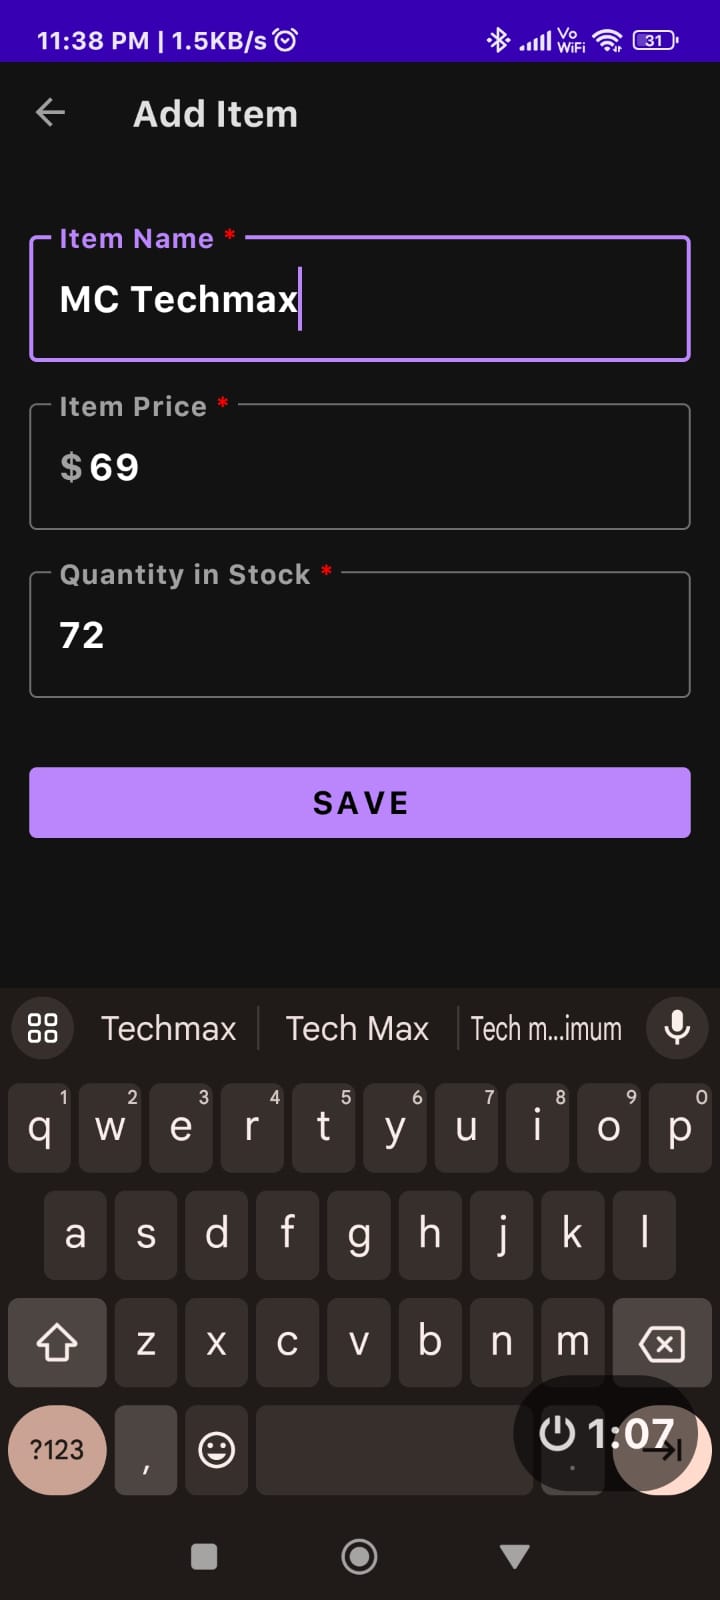 11:38 PM | 1.5KB/s Vo WiFi 31
Add Item
Item Name *
MC Techmax
Item Price *
$ 69
Quantity in Stock *
72
SAVE
Techmax Tech Max Tech m...imum
q 1 w 2 e 3 r 4 t 5 y 6 u 7 i 8 o 9 p 0
a s d f g h j k l
z x c v b n m
?123 , . 1:07